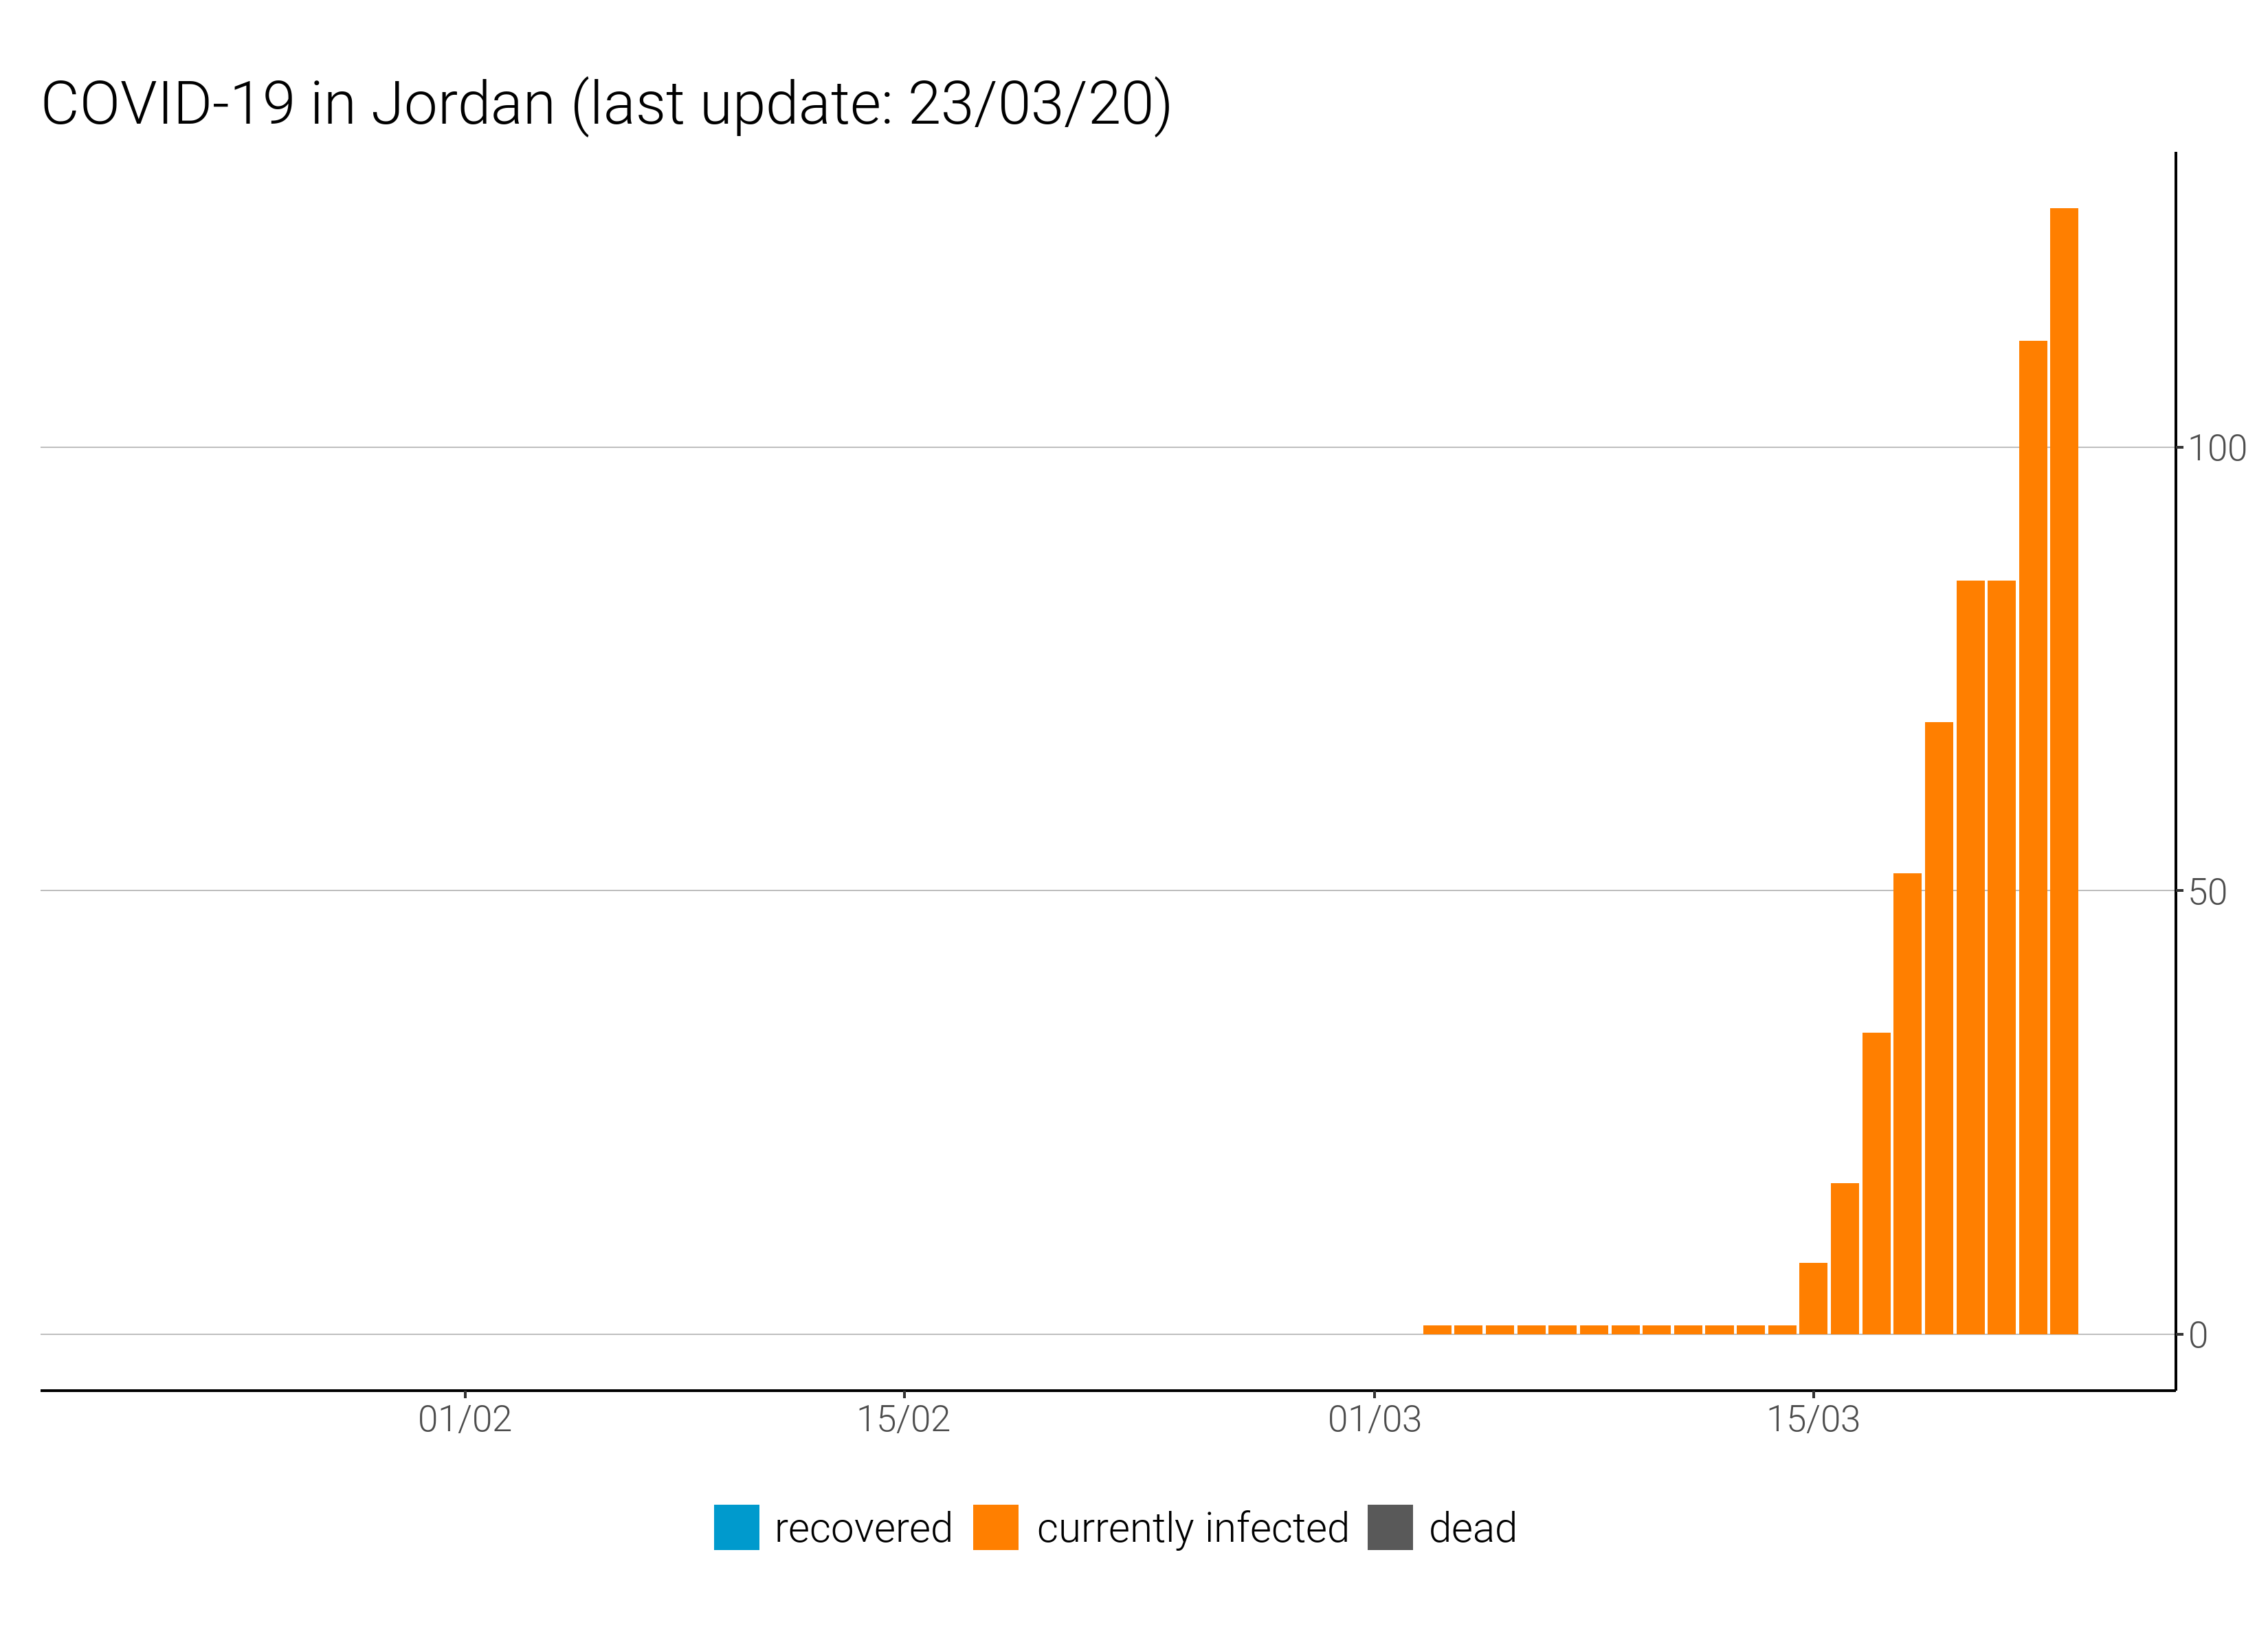 COVID-19 in Jordan (last update: 23/03/20)
100
50
0
01/02 15/02 01/03 15/03
recovered currently infected dead